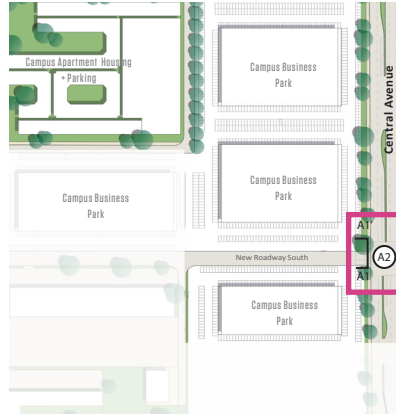 Campus Apartment Housing
+ Parking
Campus Business
Park
Central Avenue
Campus Business
Park
Campus Business
Park
A1'
New Roadway South
A2
A1
Campus Business
Park